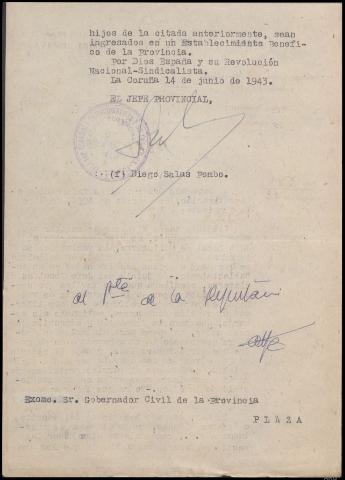 hijos de la citada anteriormente, sean
ingresados en un Establecimiento Benefi-
co de la Provincia.
Por Dios España y su Revolución
Nacional-Sindicalista.
La Coruña 14 de junio de 1943.
EL JEFE PROVINCIAL,
(f) Diego Salas Pombo.
al Pte de la Diputación
Excmo. Sr. Gobernador Civil de la Provincia
PLAZA